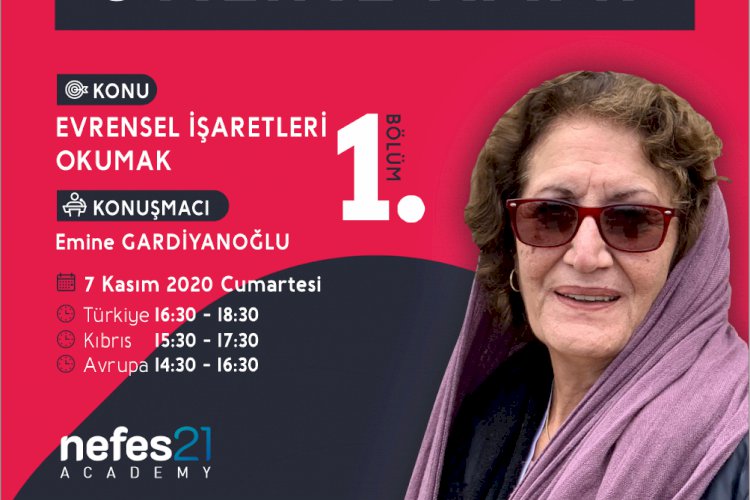 KONU
EVRENSEL İŞARETLERİ
OKUMAK
1.
BÖLÜM
KONUŞMACI
Emine GARDİYANOĞLU
7 Kasım 2020 Cumartesi
Türkiye 16:30 - 18:30
Kıbrıs 15:30 - 17:30
Avrupa 14:30 - 16:30
nefes21
ACADEMY